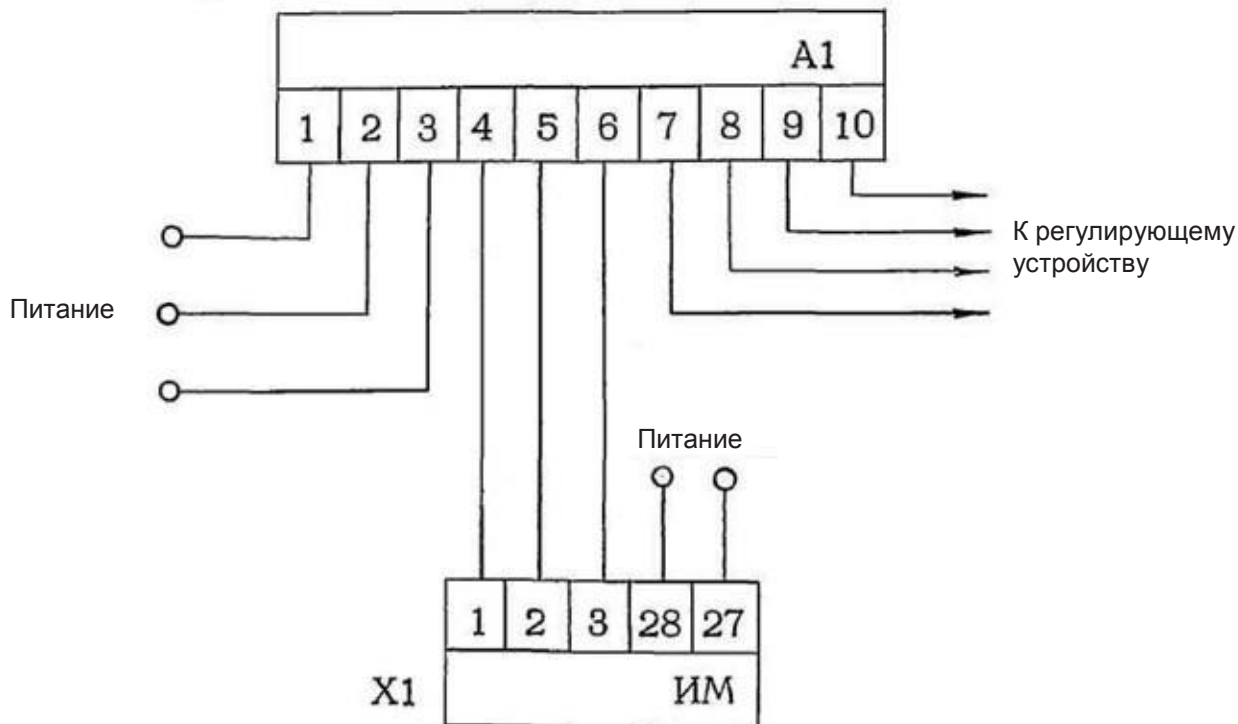 A1
1 2 3 4 5 6 7 8 9 10
К регулирующему
устройству
Питание
Питание
1 2 3 28 27
X1 ИМ